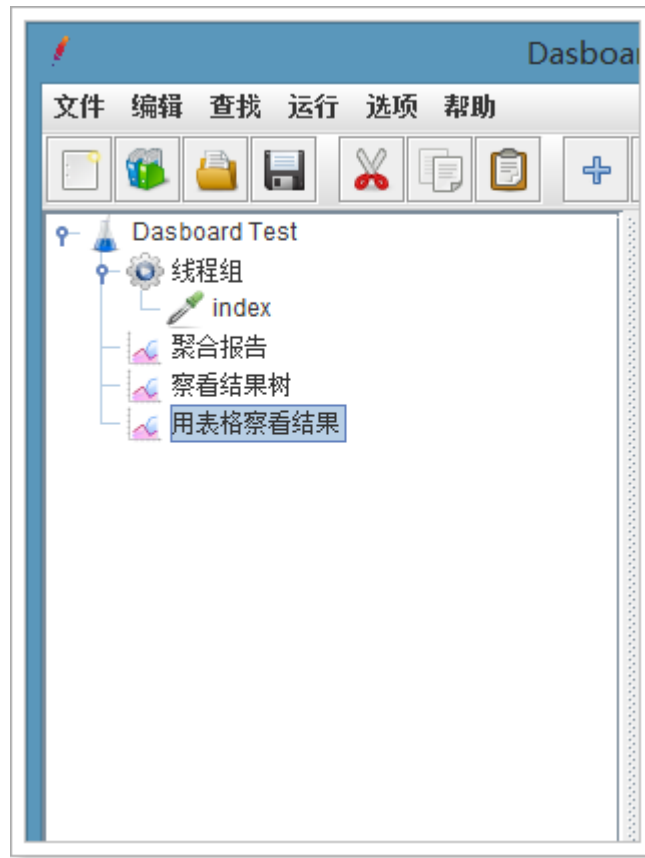 Dasboa
文件 编辑 查找 运行 选项 帮助
Dasboard Test
线程组
index
聚合报告
察看结果树
用表格察看结果